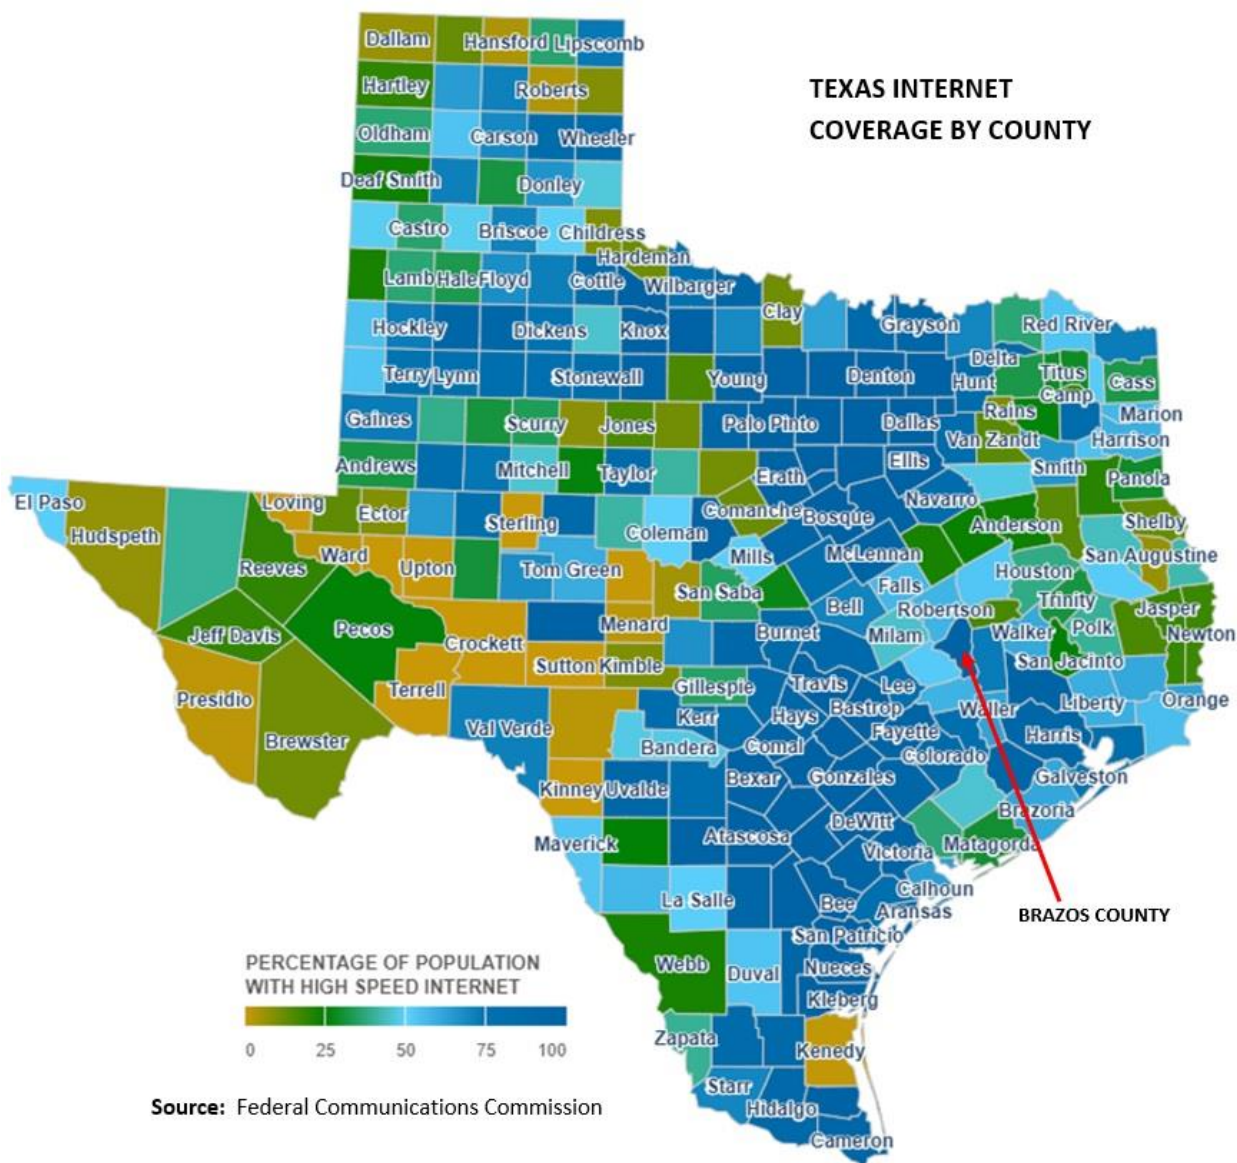 TEXAS INTERNET
COVERAGE BY COUNTY
Dallam Hansford Lipscomb
Hartley Roberts
Oldham Carson Wheeler
Deaf Smith Donley
Castro Briscoe Childress
Hardeman
Lamb Hale Floyd Cottle Wilbarger
Clay
Hockley Dickens Knox Grayson Red River
Delta
Terry Lynn Stonewall Young Denton Hunt Titus Cass
Camp
Gaines Scurry Jones Palo Pinto Dallas Rains Marion
Van Zandt Harrison
Andrews Mitchell Taylor Erath Ellis Smith Panola
El Paso Loving Ector Comanche Bosque Navarro
Hudspeth Sterling Coleman Anderson Shelby
Reeves Ward Upton Tom Green Mills McLennan San Augustine
San Saba Falls Houston
Jeff Davis Pecos Menard Bell Robertson Trinity Jasper
Crockett Burnet Milam Walker Polk Newton
Sutton Kimble San Jacinto
Presidio Terrell Gillespie Travis Lee Liberty Orange
Brewster Val Verde Kerr Hays Bastrop Waller
Bandera Comal Fayette Harris
Colorado
Kinney Uvalde Bexar Gonzales Galveston
Brazoria
Maverick Atascosa DeWitt Matagorda
Victoria
La Salle Bee Calhoun
Aransas
BRAZOS COUNTY
San Patricio
Webb Duval Nueces
Kleberg
Zapata Kenedy
Starr Hidalgo
Cameron
PERCENTAGE OF POPULATION
WITH HIGH SPEED INTERNET
0 25 50 75 100
Source: Federal Communications Commission